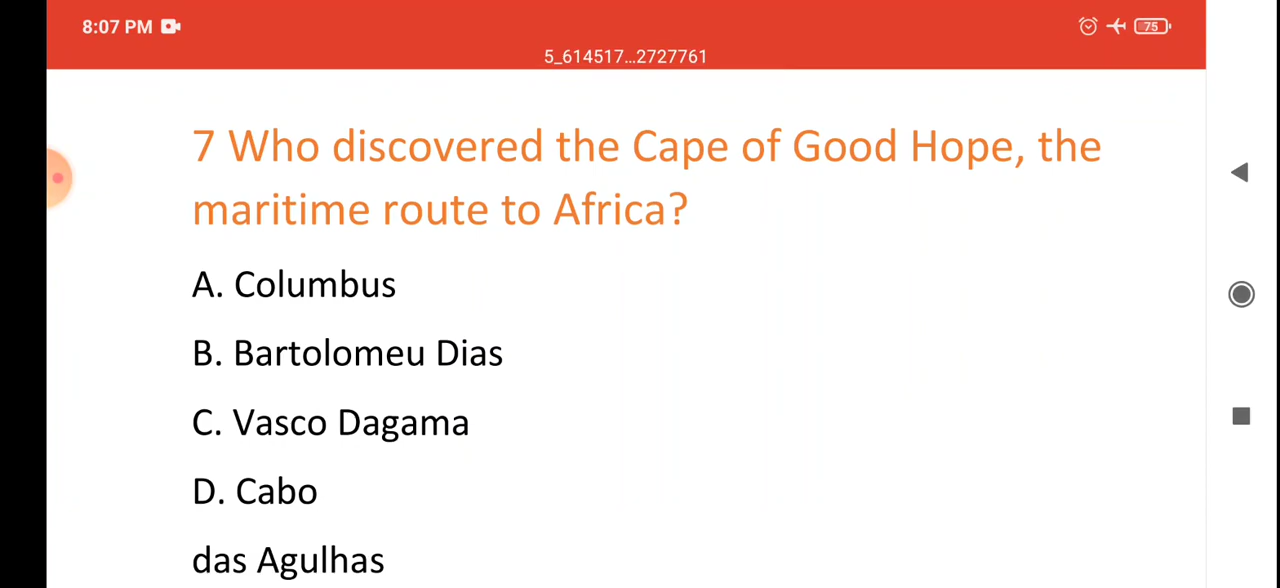 8:07 PM
75
5_614517...2727761
7 Who discovered the Cape of Good Hope, the
maritime route to Africa?
A. Columbus
B. Bartolomeu Dias
C. Vasco Dagama
D. Cabo
das Agulhas